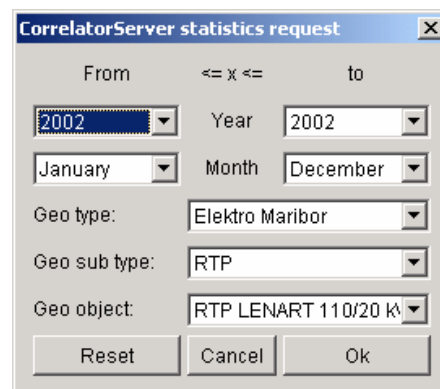 CorrelatorServer statistics request
From <= x <= to
2002 Year 2002
January Month December
Geo type: Elektro Maribor
Geo sub type: RTP
Geo object: RTP LENART 110/20
Reset Cancel Ok